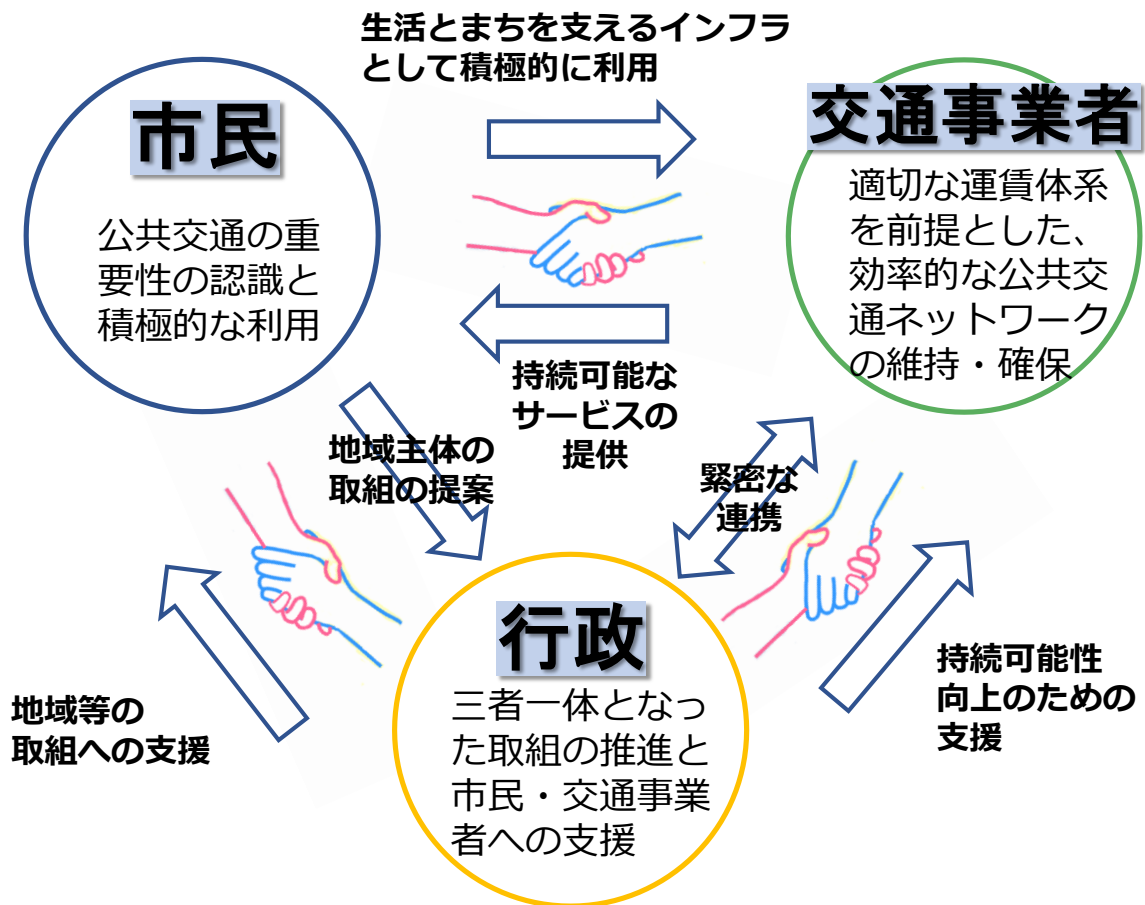 生活とまちを支えるインフラ
として積極的に利用
市民
公共交通の重
要性の認識と
積極的な利用
交通事業者
適切な運賃体系
を前提とした、
効率的な公共交
通ネットワーク
の維持・確保
持続可能な
サービスの
提供
地域主体の
取組の提案
緊密な
連携
行政
三者一体となっ
た取組の推進と
市民・交通事業
者への支援
地域等の
取組への支援
持続可能性
向上のための
支援